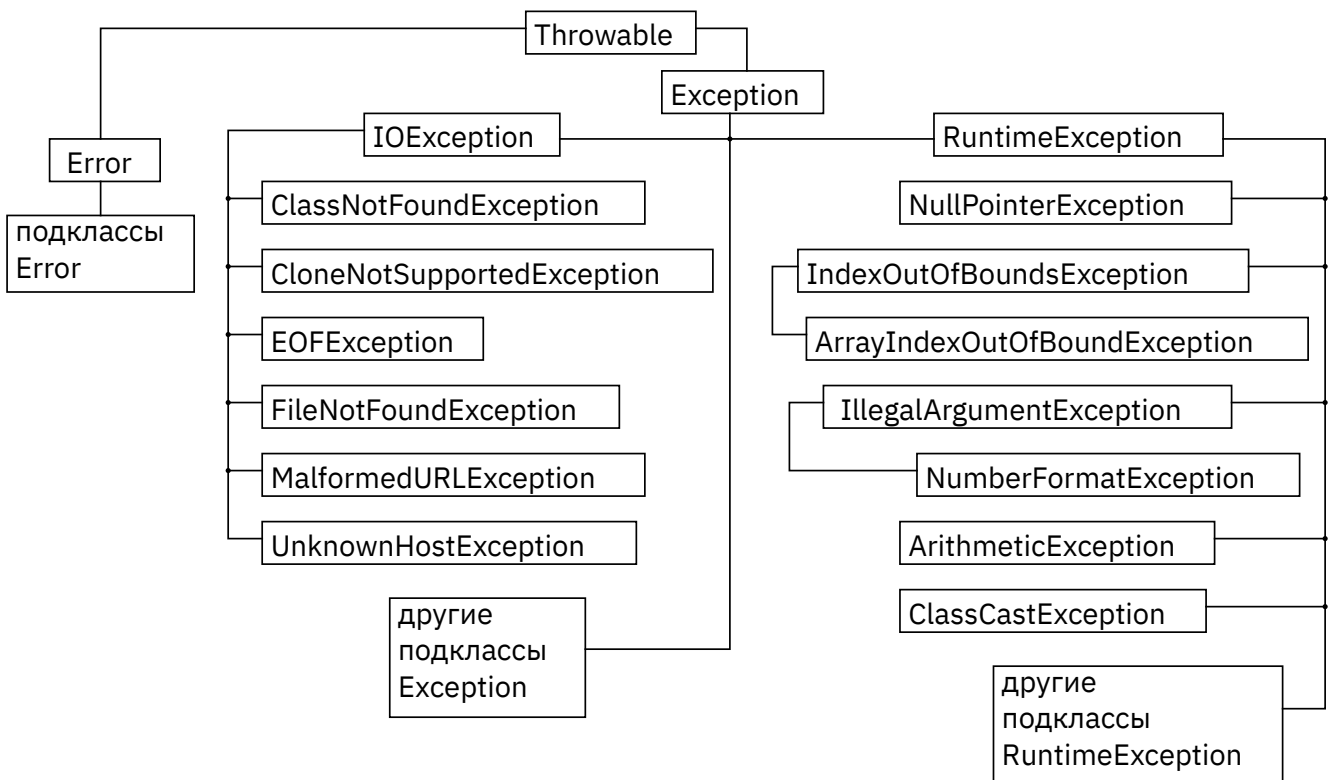 Throwable
Exception
IOException
RuntimeException
Error
ClassNotFoundException
NullPointerException
подклассы
Error
CloneNotSupportedException
IndexOutOfBoundsException
EOFException
ArrayIndexOutOfBoundException
FileNotFoundException
IllegalArgumentException
MalformedURLException
NumberFormatException
UnknownHostException
ArithmeticException
ClassCastException
другие
подклассы
Exception
другие
подклассы
RuntimeException